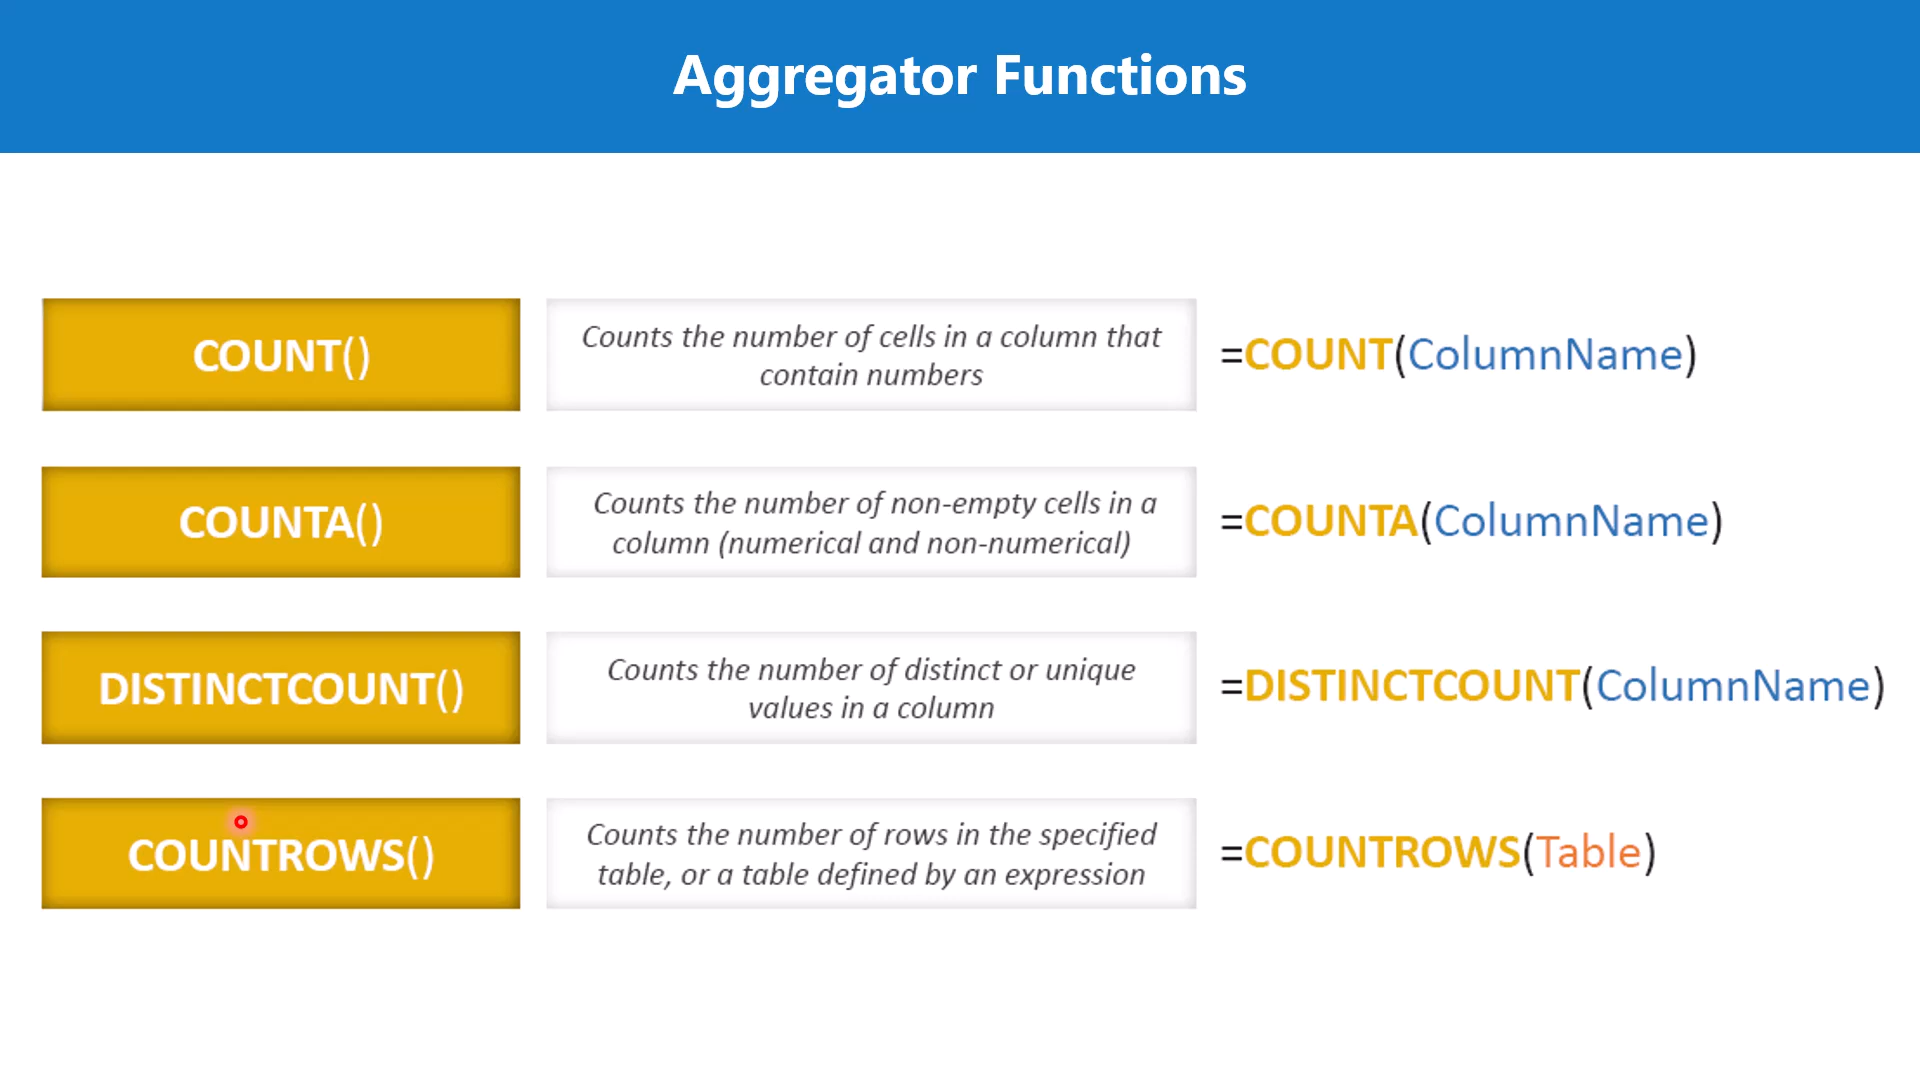 Aggregator Functions
COUNT()
Counts the number of cells in a column that
contain numbers
=COUNT(ColumnName)
COUNTA()
Counts the number of non-empty cells in a
column (numerical and non-numerical)
=COUNTA(ColumnName)
DISTINCTCOUNT()
Counts the number of distinct or unique
values in a column
=DISTINCTCOUNT(ColumnName)
COUNTROWS()
Counts the number of rows in the specified
table, or a table defined by an expression
=COUNTROWS(Table)